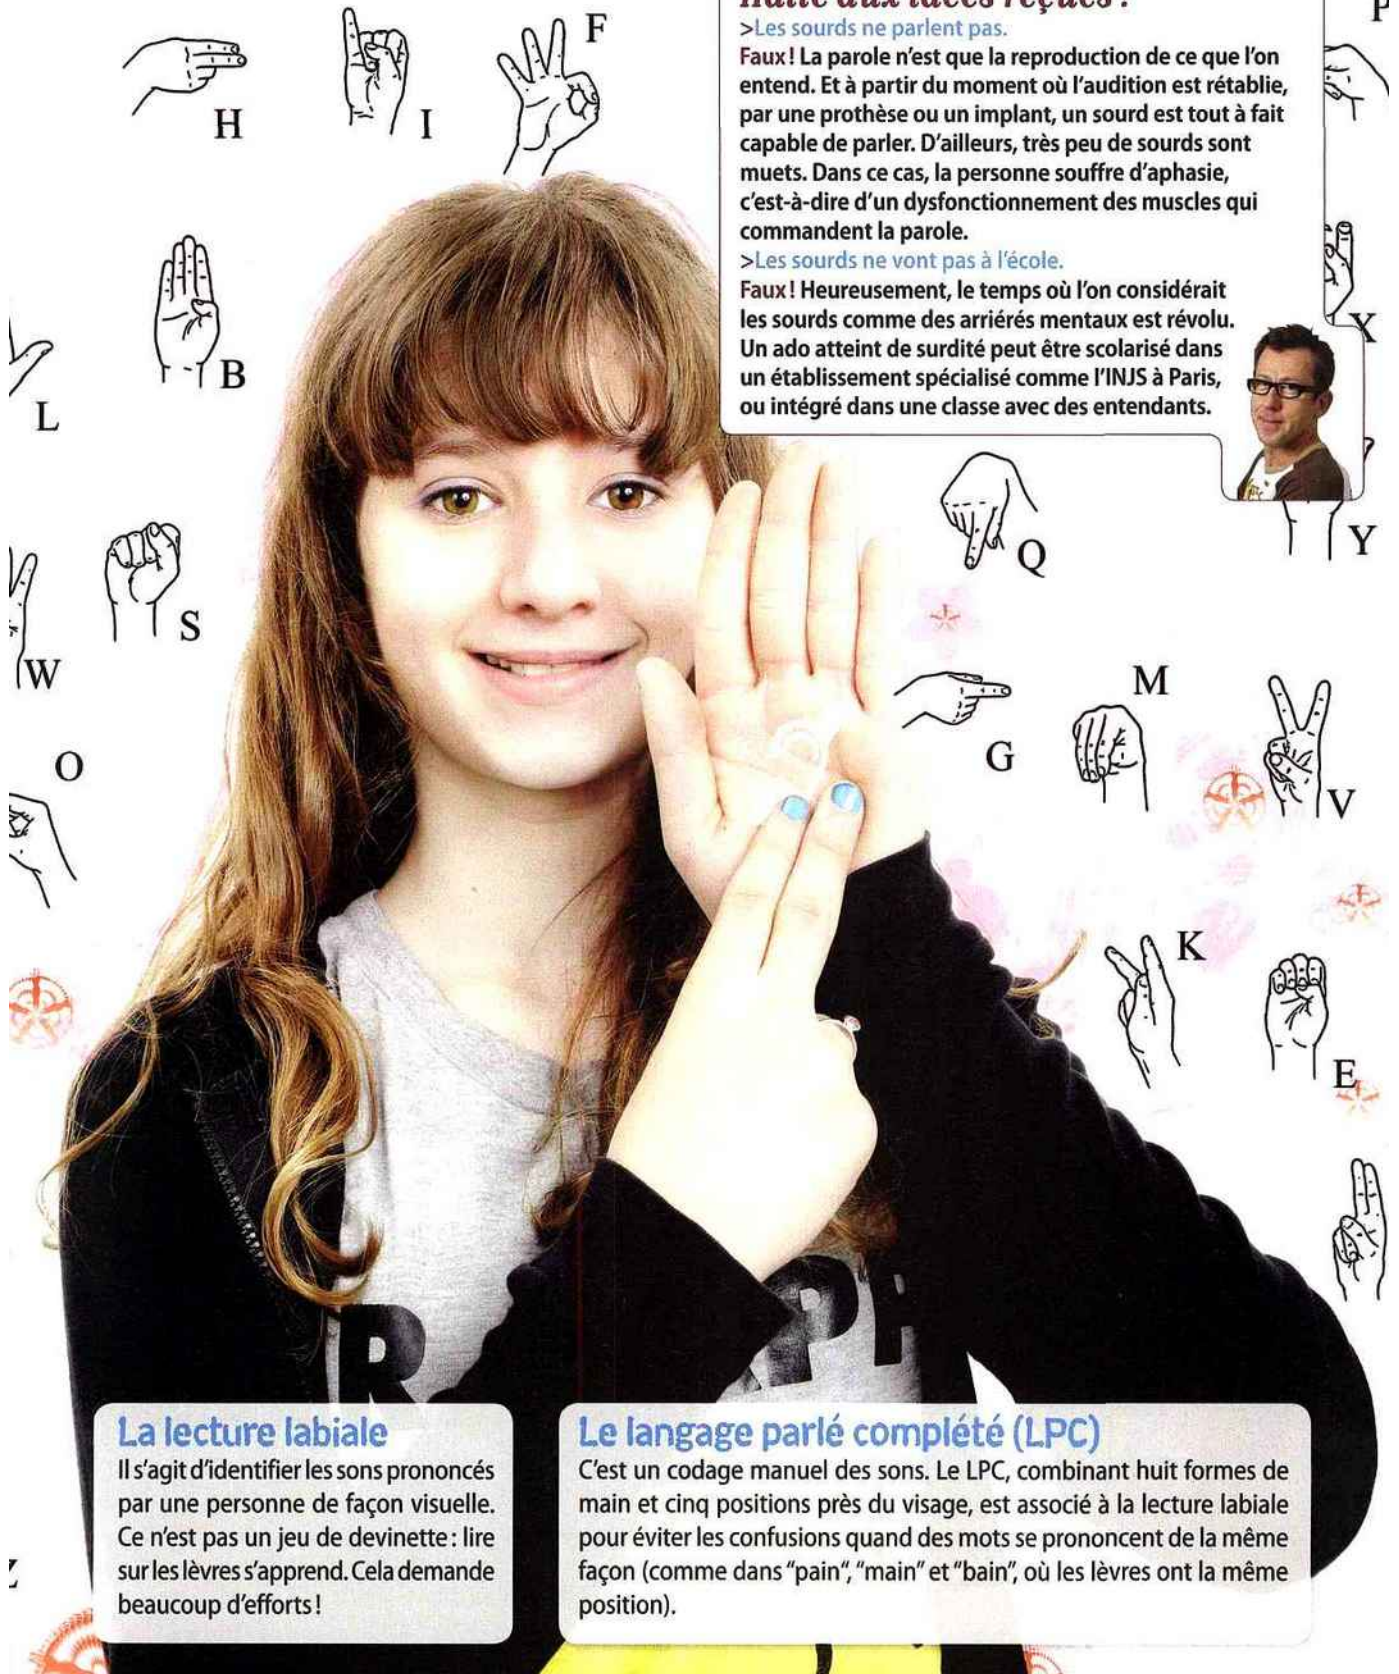 Halte aux idées reçues !
>Les sourds ne parlent pas.
Faux ! La parole n'est que la reproduction de ce que l'on
entend. Et à partir du moment où l'audition est rétablie,
par une prothèse ou un implant, un sourd est tout à fait
capable de parler. D'ailleurs, très peu de sourds sont
muets. Dans ce cas, la personne souffre d'aphasie,
c'est-à-dire d'un dysfonctionnement des muscles qui
commandent la parole.
>Les sourds ne vont pas à l'école.
Faux ! Heureusement, le temps où l'on considérait
les sourds comme des arriérés mentaux est révolu.
Un ado atteint de surdité peut être scolarisé dans
un établissement spécialisé comme l'INJS à Paris,
ou intégré dans une classe avec des entendants.
P
F
H
I
X
B
L
Q
Y
S
W
M
G
O
V
K
E
La lecture labiale
Il s'agit d'identifier les sons prononcés
par une personne de façon visuelle.
Ce n'est pas un jeu de devinette : lire
sur les lèvres s'apprend. Cela demande
beaucoup d'efforts !
Le langage parlé complété (LPC)
C'est un codage manuel des sons. Le LPC, combinant huit formes de
main et cinq positions près du visage, est associé à la lecture labiale
pour éviter les confusions quand des mots se prononcent de la même
façon (comme dans "pain", "main" et "bain", où les lèvres ont la même
position).